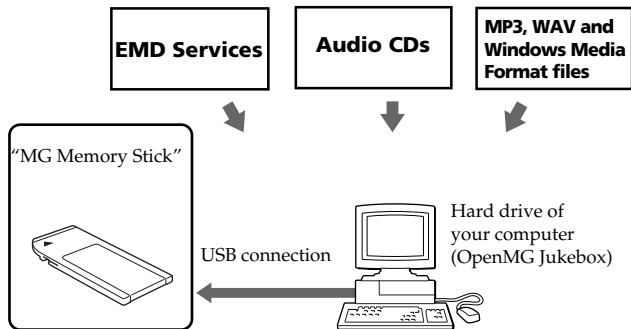 EMD Services
Audio CDs
MP3, WAV and
Windows Media
Format files
“MG Memory Stick”
USB connection
Hard drive of
your computer
(OpenMG Jukebox)